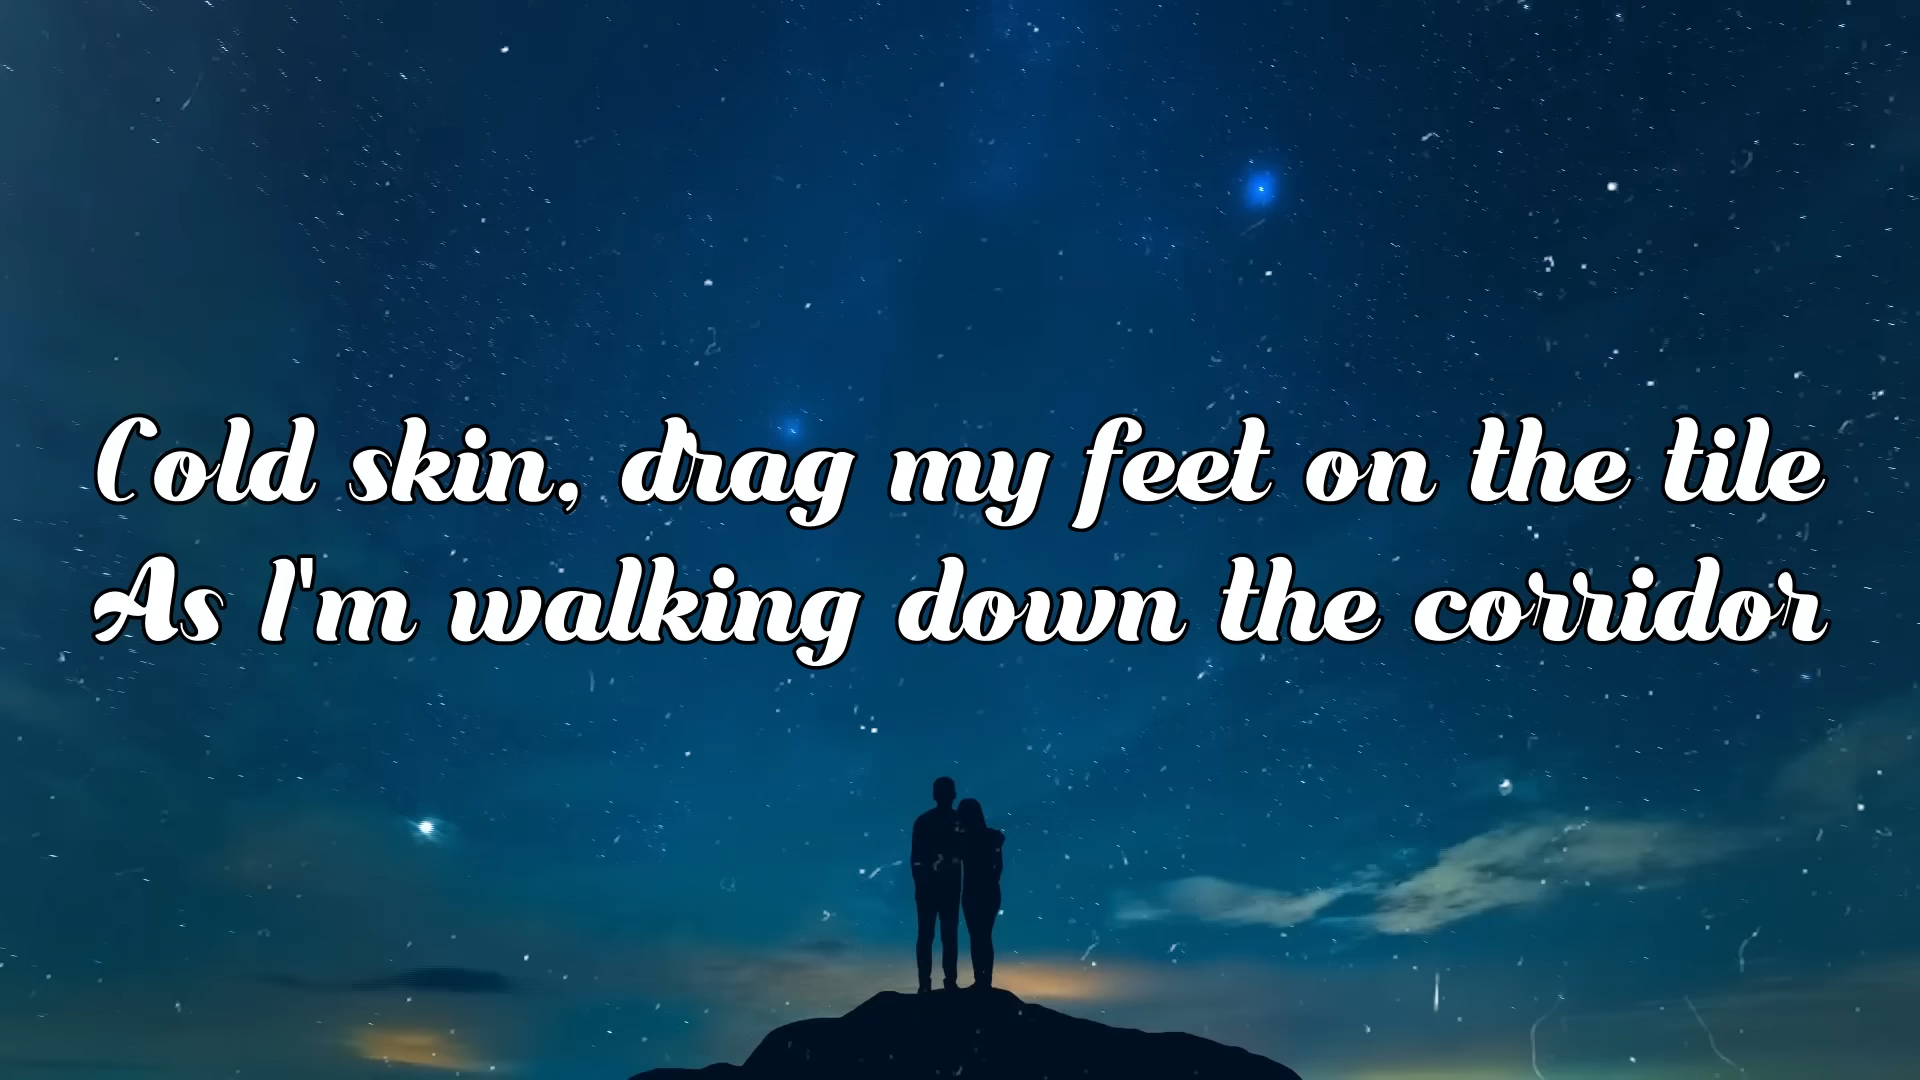 Cold skin, drag my feet on the tile
As I'm walking down the corridor